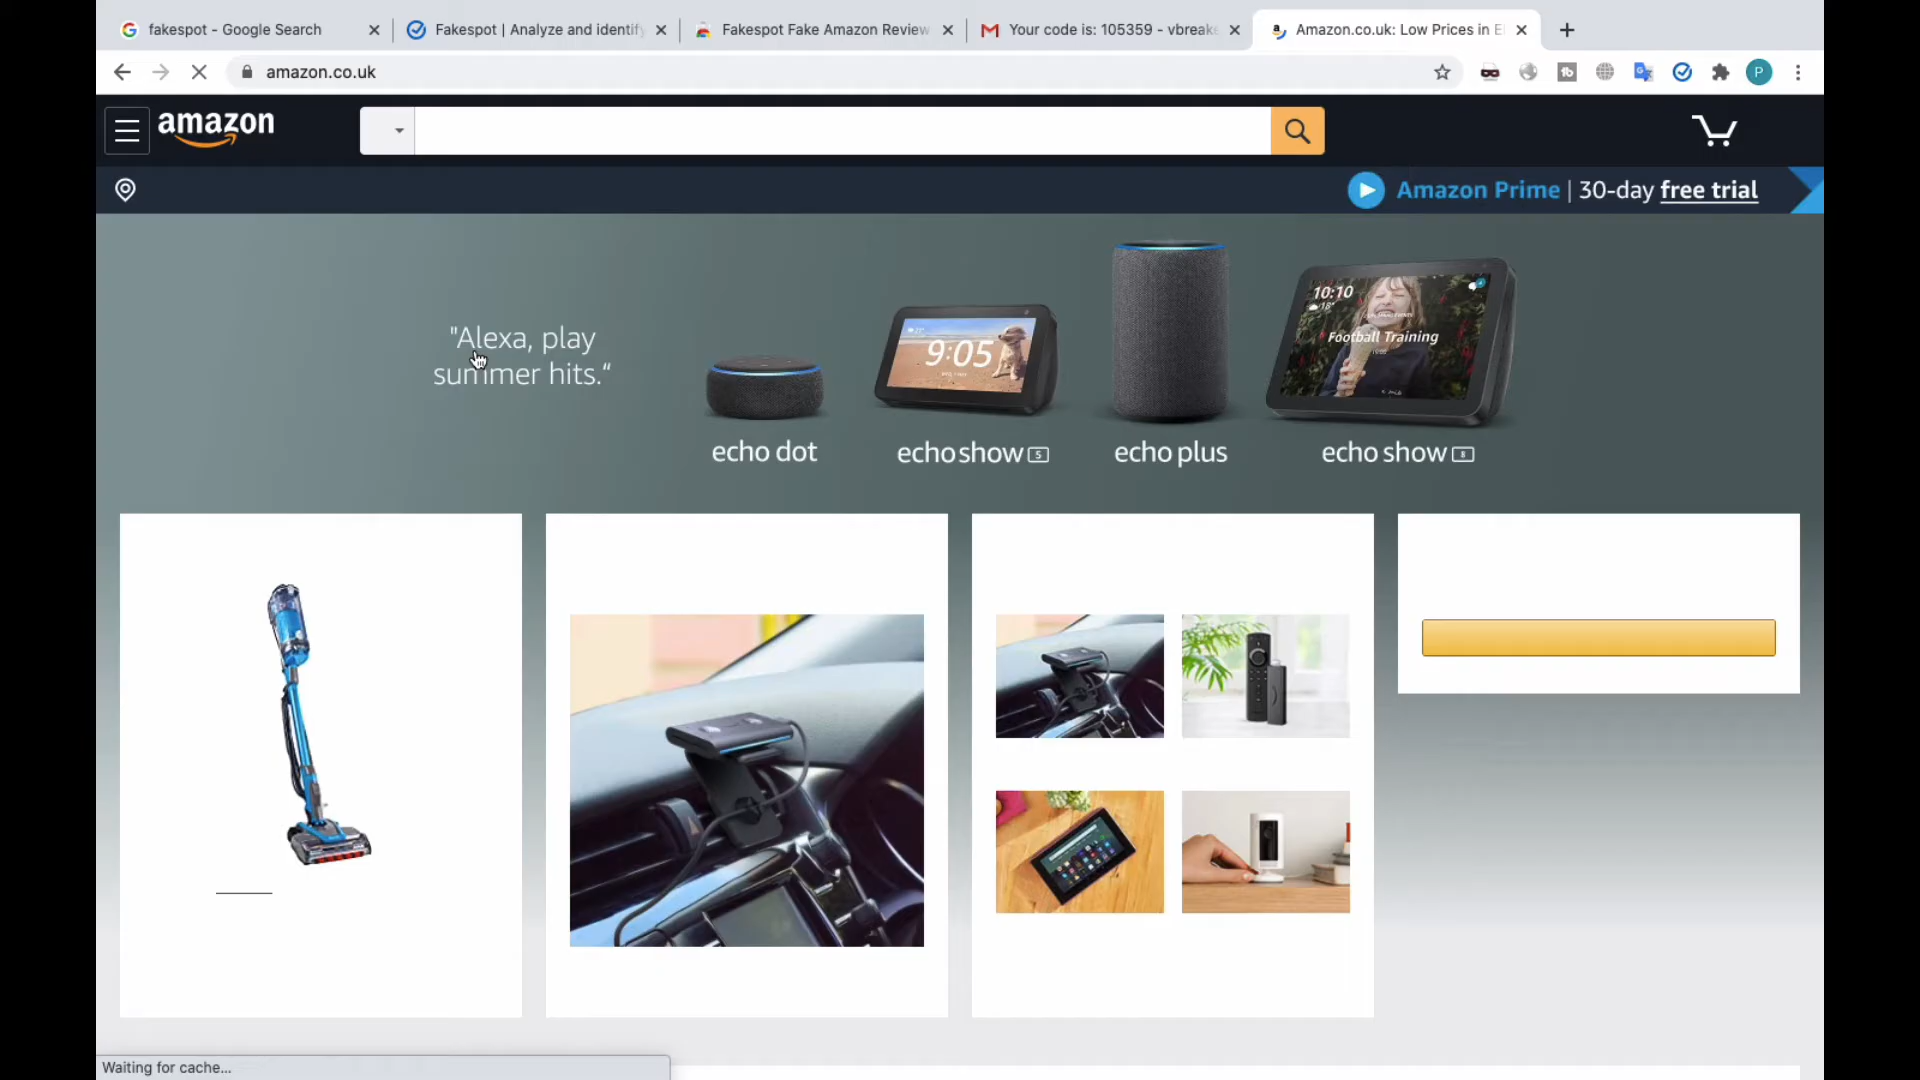 fakespot - Google Search
Fakespot | Analyze and identify
Fakespot Fake Amazon Review
Your code is: 105359 - vbreake
Amazon.co.uk: Low Prices in El
amazon.co.uk
P
amazon
Amazon Prime | 30-day free trial
"Alexa, play
summer hits."
9:05
10:10
Football Training
echo dot
echo show 5
echo plus
echo show 8
Waiting for cache...